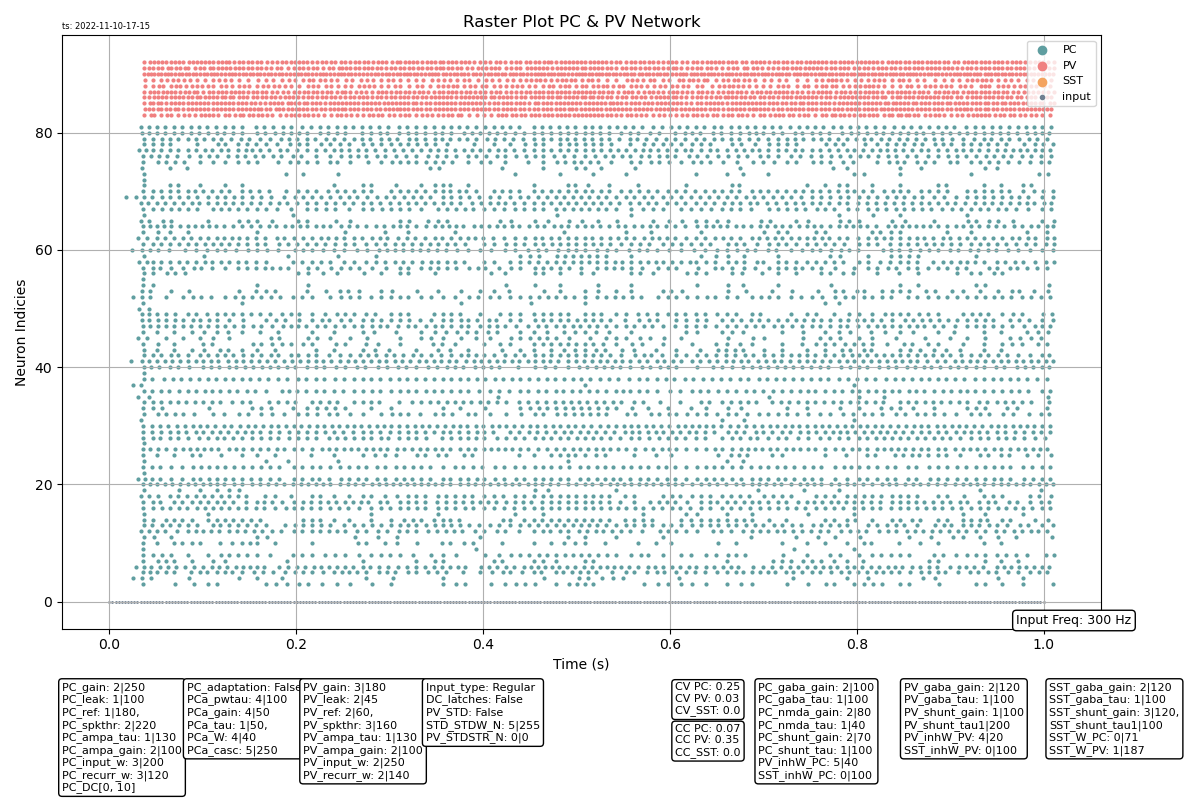 ts: 2022-11-10-17-15
Raster Plot PC & PV Network
PC
PV
SST
input
Neuron Indicies
80
60
40
20
0
0.0
0.2
0.4
0.6
0.8
1.0
Time (s)
Input Freq: 300 Hz
PC_gain: 2|250
PC_leak: 1|100
PC_ref: 1|180,
PC_spkthr: 2|220
PC_ampa_tau: 1|130
PC_ampa_gain: 2|100
PC_input_w: 3|200
PC_recurr_w: 3|120
PC_DC[0, 10]
PC_adaptation: False
PCa_pwtau: 4|100
PCa_gain: 4|50
PCa_tau: 1|50,
PCa_W: 4|40
PCa_casc: 5|250
PV_gain: 3|180
PV_leak: 2|45
PV_ref: 2|60,
PV_spkthr: 3|160
PV_ampa_tau: 1|130
PV_ampa_gain: 2|100
PV_input_w: 2|250
PV_recurr_w: 2|140
Input_type: Regular
DC_latches: False
PV_STD: False
STD_STDW_N: 5|255
PV_STDSTR_N: 0|0
CV PC: 0.25
CV PV: 0.03
CV_SST: 0.0
CC PC: 0.07
CC PV: 0.35
CC_SST: 0.0
PC_gaba_gain: 2|100
PC_gaba_tau: 1|100
PC_nmda_gain: 2|80
PC_nmda_tau: 1|40
PC_shunt_gain: 2|70
PC_shunt_tau: 1|100
PV_inhW_PC: 5|40
SST_inhW_PC: 0|100
PV_gaba_gain: 2|120
PV_gaba_tau: 1|100
PV_shunt_gain: 1|100
PV_shunt_tau1|200
PV_inhW_PV: 4|20
SST_inhW_PV: 0|100
SST_gaba_gain: 2|120
SST_gaba_tau: 1|100
SST_shunt_gain: 3|120,
SST_shunt_tau1|100
SST_W_PC: 0|71
SST_W_PV: 1|187